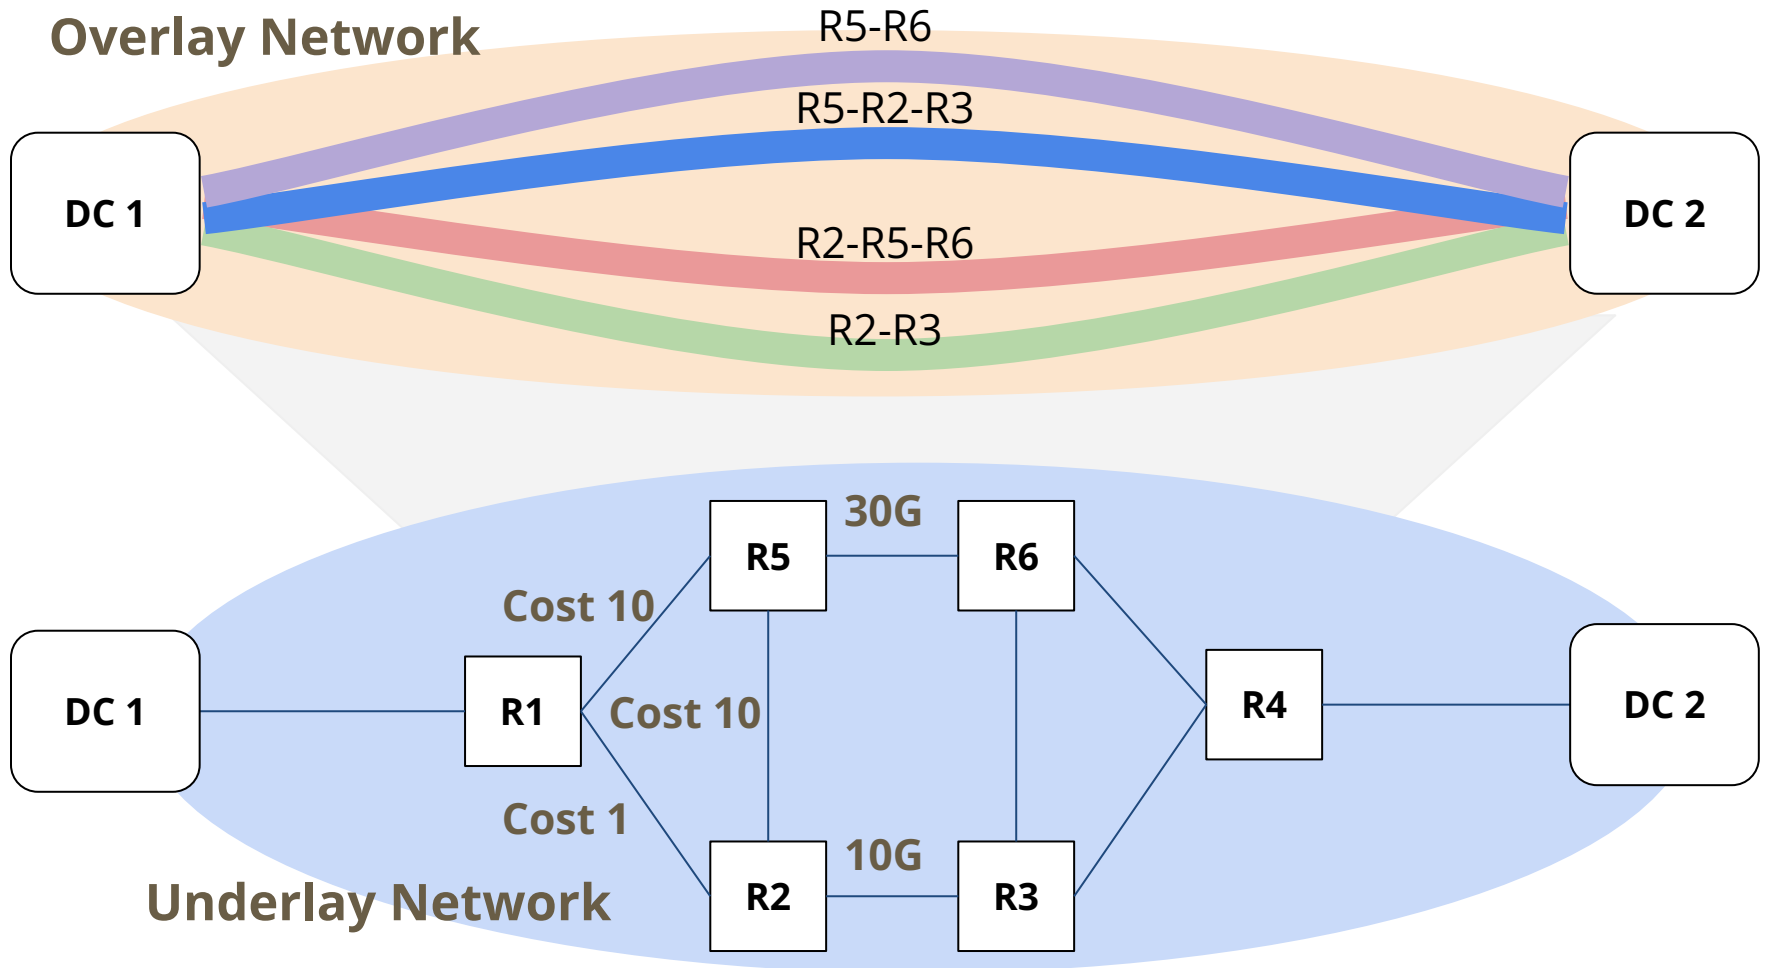 Overlay Network
R5-R6
R5-R2-R3
DC 1
DC 2
R2-R5-R6
R2-R3
30G
R5
R6
Cost 10
R1
Cost 10
R4
DC 1
DC 2
Cost 1
10G
R2
R3
Underlay Network